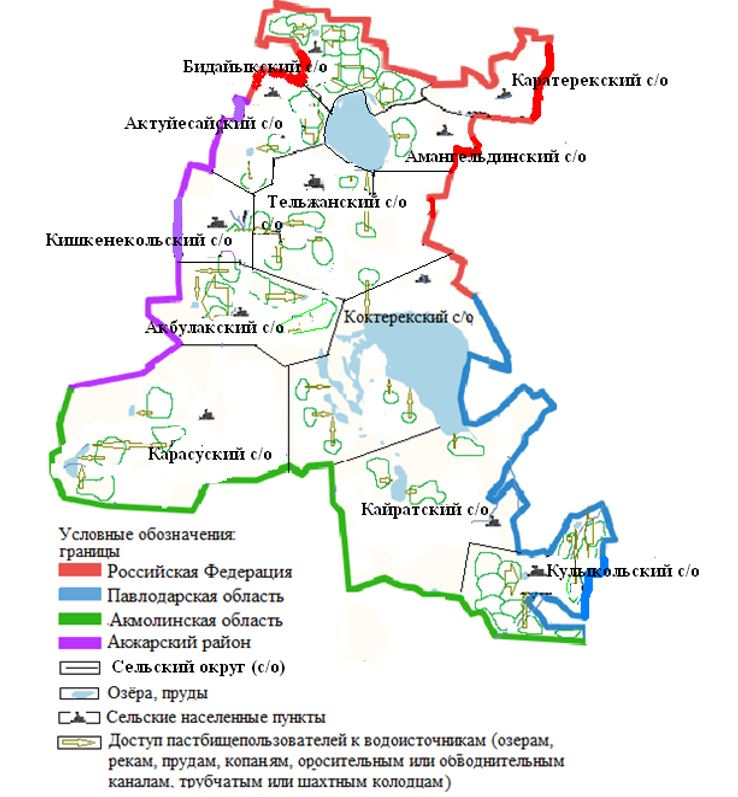 Бидайыкский с/о
Каратерекский с/о
Актуйесайский с/о
Амангельдинский с/о
Тельжанский с/о
с/о
Кишкенекольский с/о
Коктерекский с/о
Акбулакский с/о
Карасуский с/о
Кайратский с/о
Кулыкольский с/о
Условные обозначения:
границы
Российская Федерация
Павлодарская область
Акмолинская область
Акжарский район
Сельский округ (с/о)
Озёра, пруды
Сельские населенные пункты
Доступ пастбищепользователей к водоисточникам (озерам,
рекам, прудам, копаням, оросительным или обводнительным
каналам, трубчатым или шахтным колодцам)